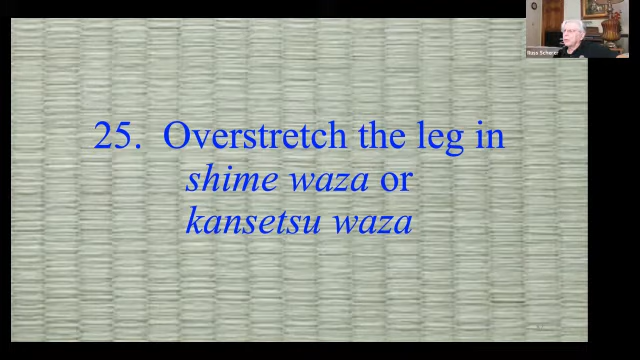 25. Overstretch the leg in
shime waza or
kansetsu waza